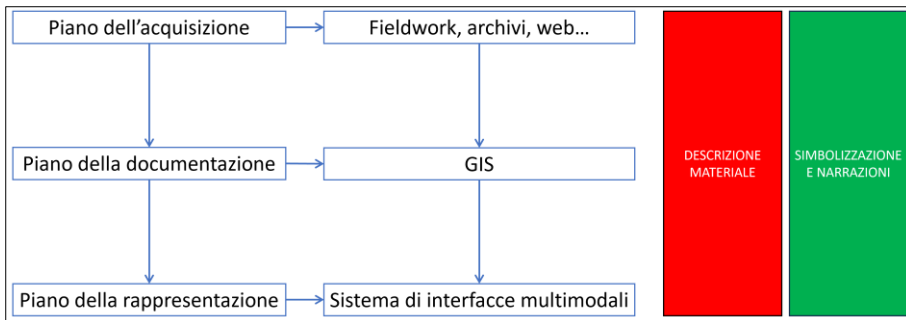 Piano dell’acquisizione
Fieldwork, archivi, web…
Piano della documentazione
GIS
Piano della rappresentazione
Sistema di interfacce multimodali
DESCRIZIONE
MATERIALE
SIMBOLIZZAZIONE
E NARRAZIONI